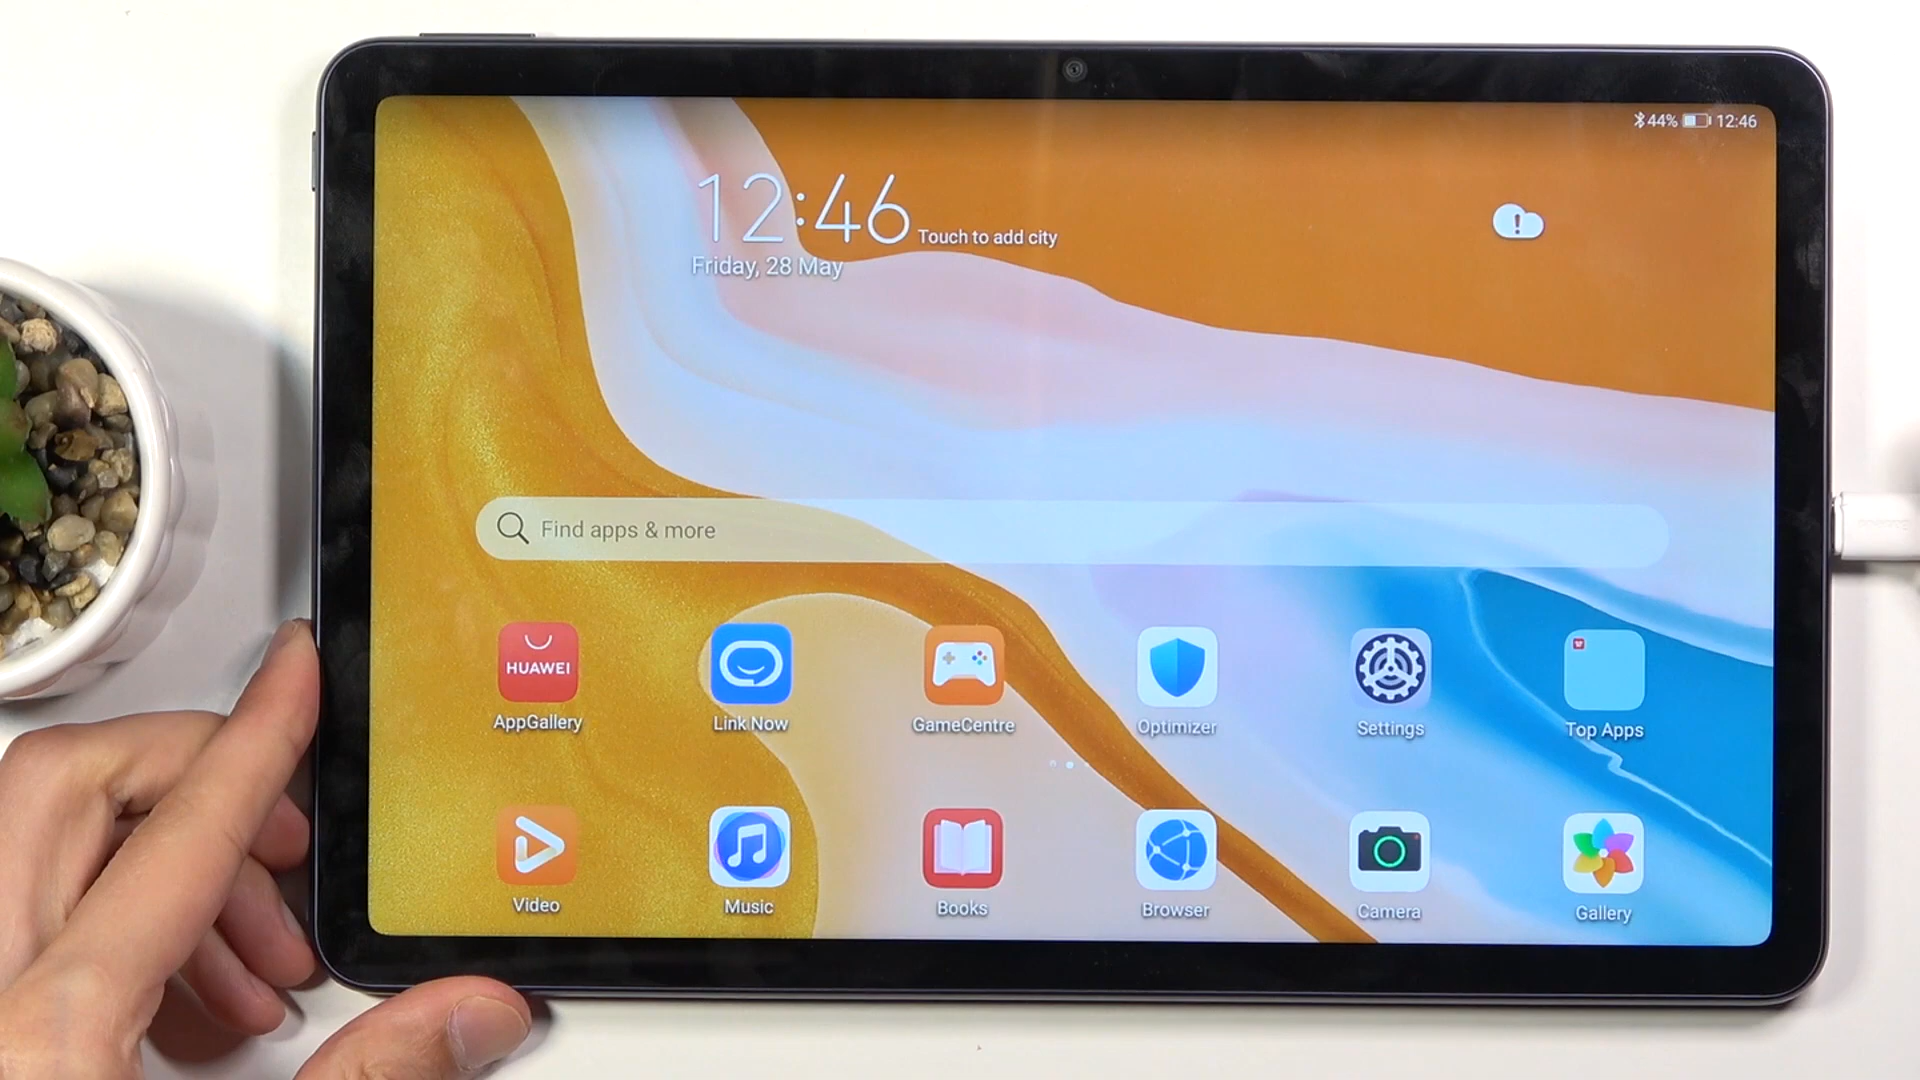 44% 12:46
12:46 Touch to add city
Friday, 28 May
Find apps & more
HUAWEI
AppGallery
Link Now
GameCentre
Optimizer
Settings
Top Apps
Video
Music
Books
Browser
Camera
Gallery